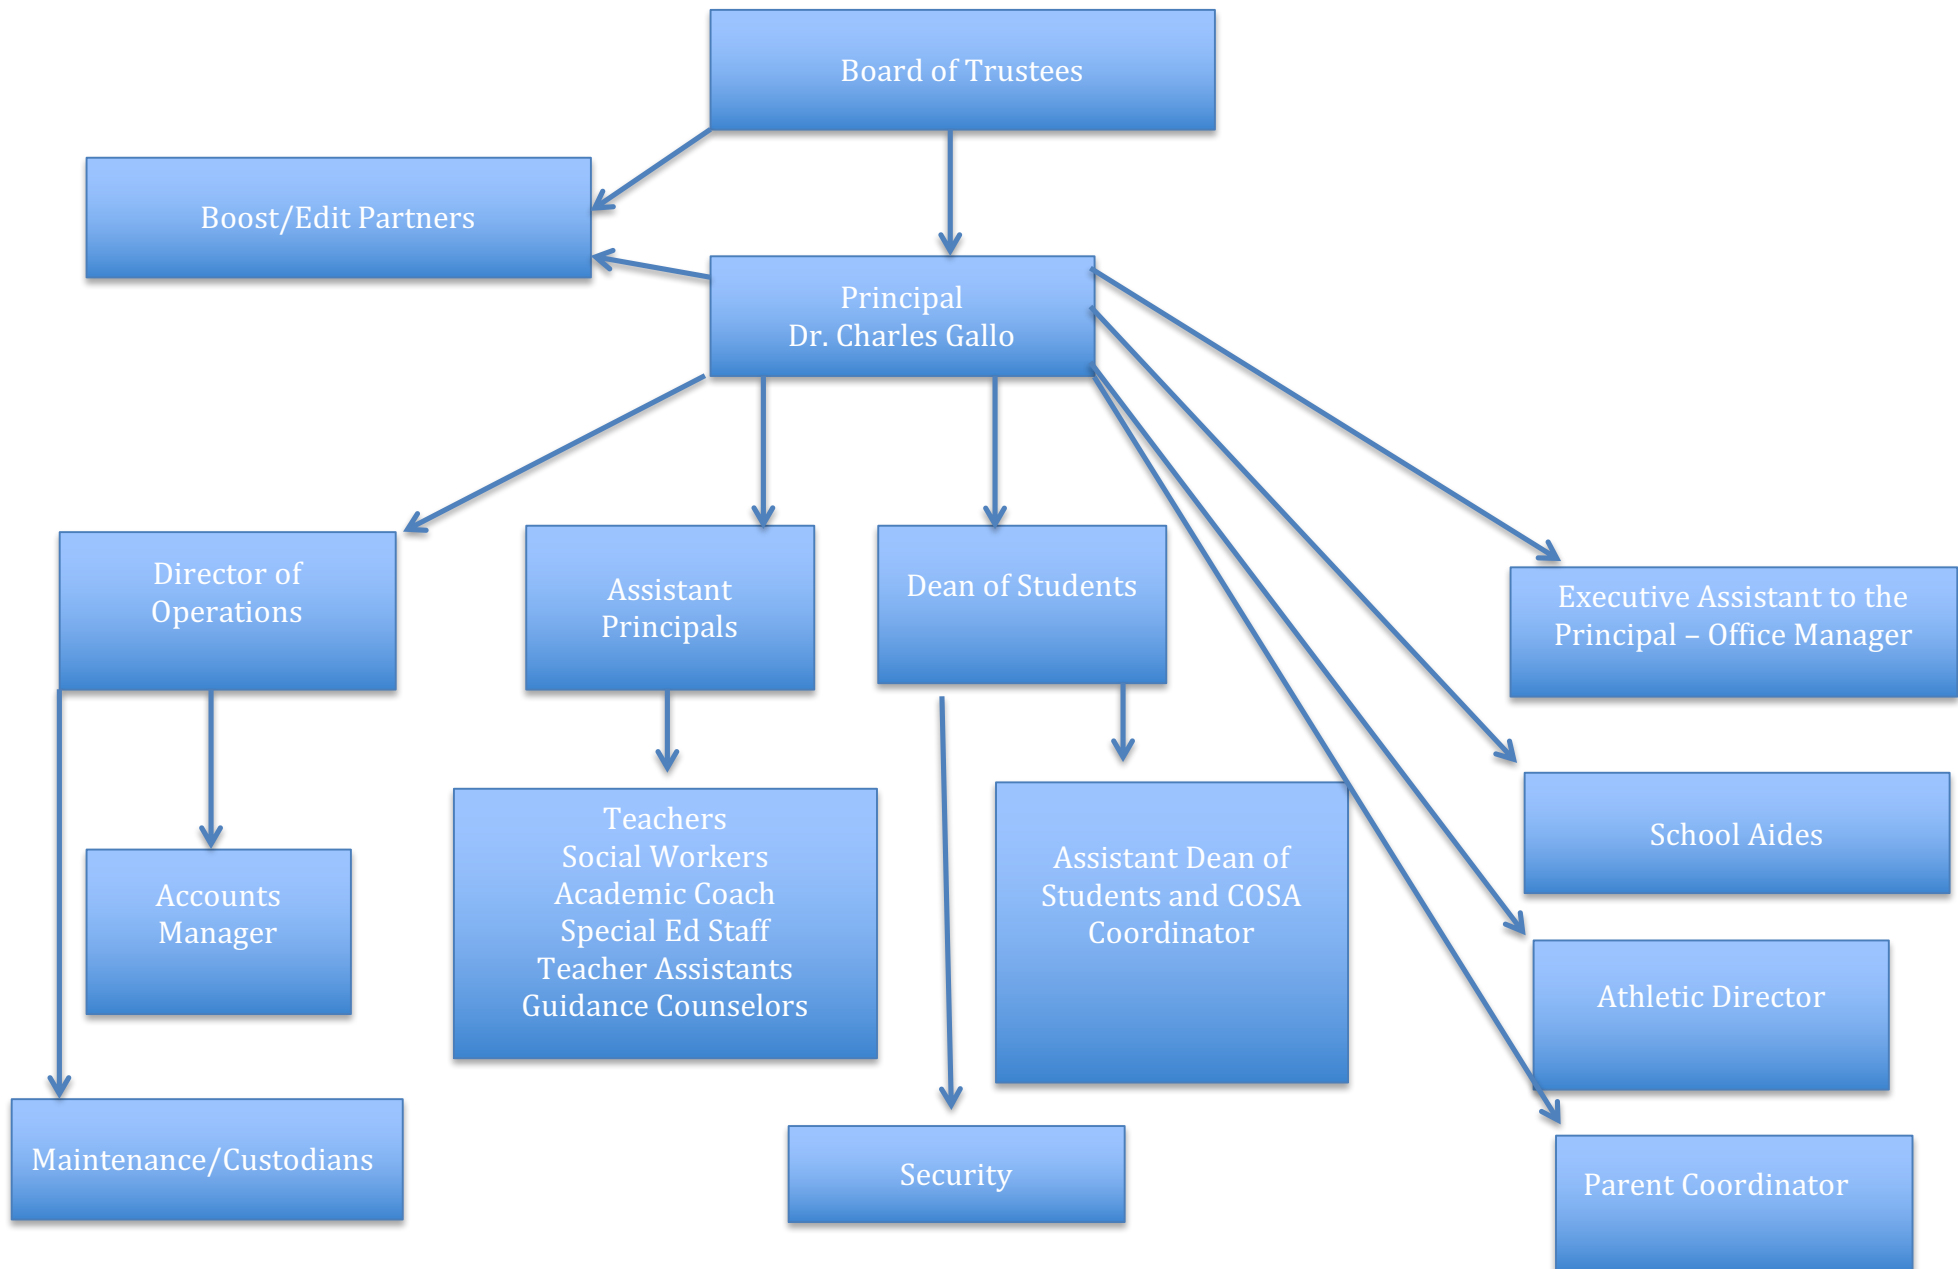 Board of Trustees
Boost/Edit Partners
Principal
Dr. Charles Gallo
Director of
Operations
Assistant
Principals
Dean of Students
Executive Assistant to the
Principal – Office Manager
Teachers
Social Workers
Academic Coach
Special Ed Staff
Teacher Assistants
Guidance Counselors
Assistant Dean of
Students and COSA
Coordinator
School Aides
Accounts
Manager
Athletic Director
Maintenance/Custodians
Security
Parent Coordinator